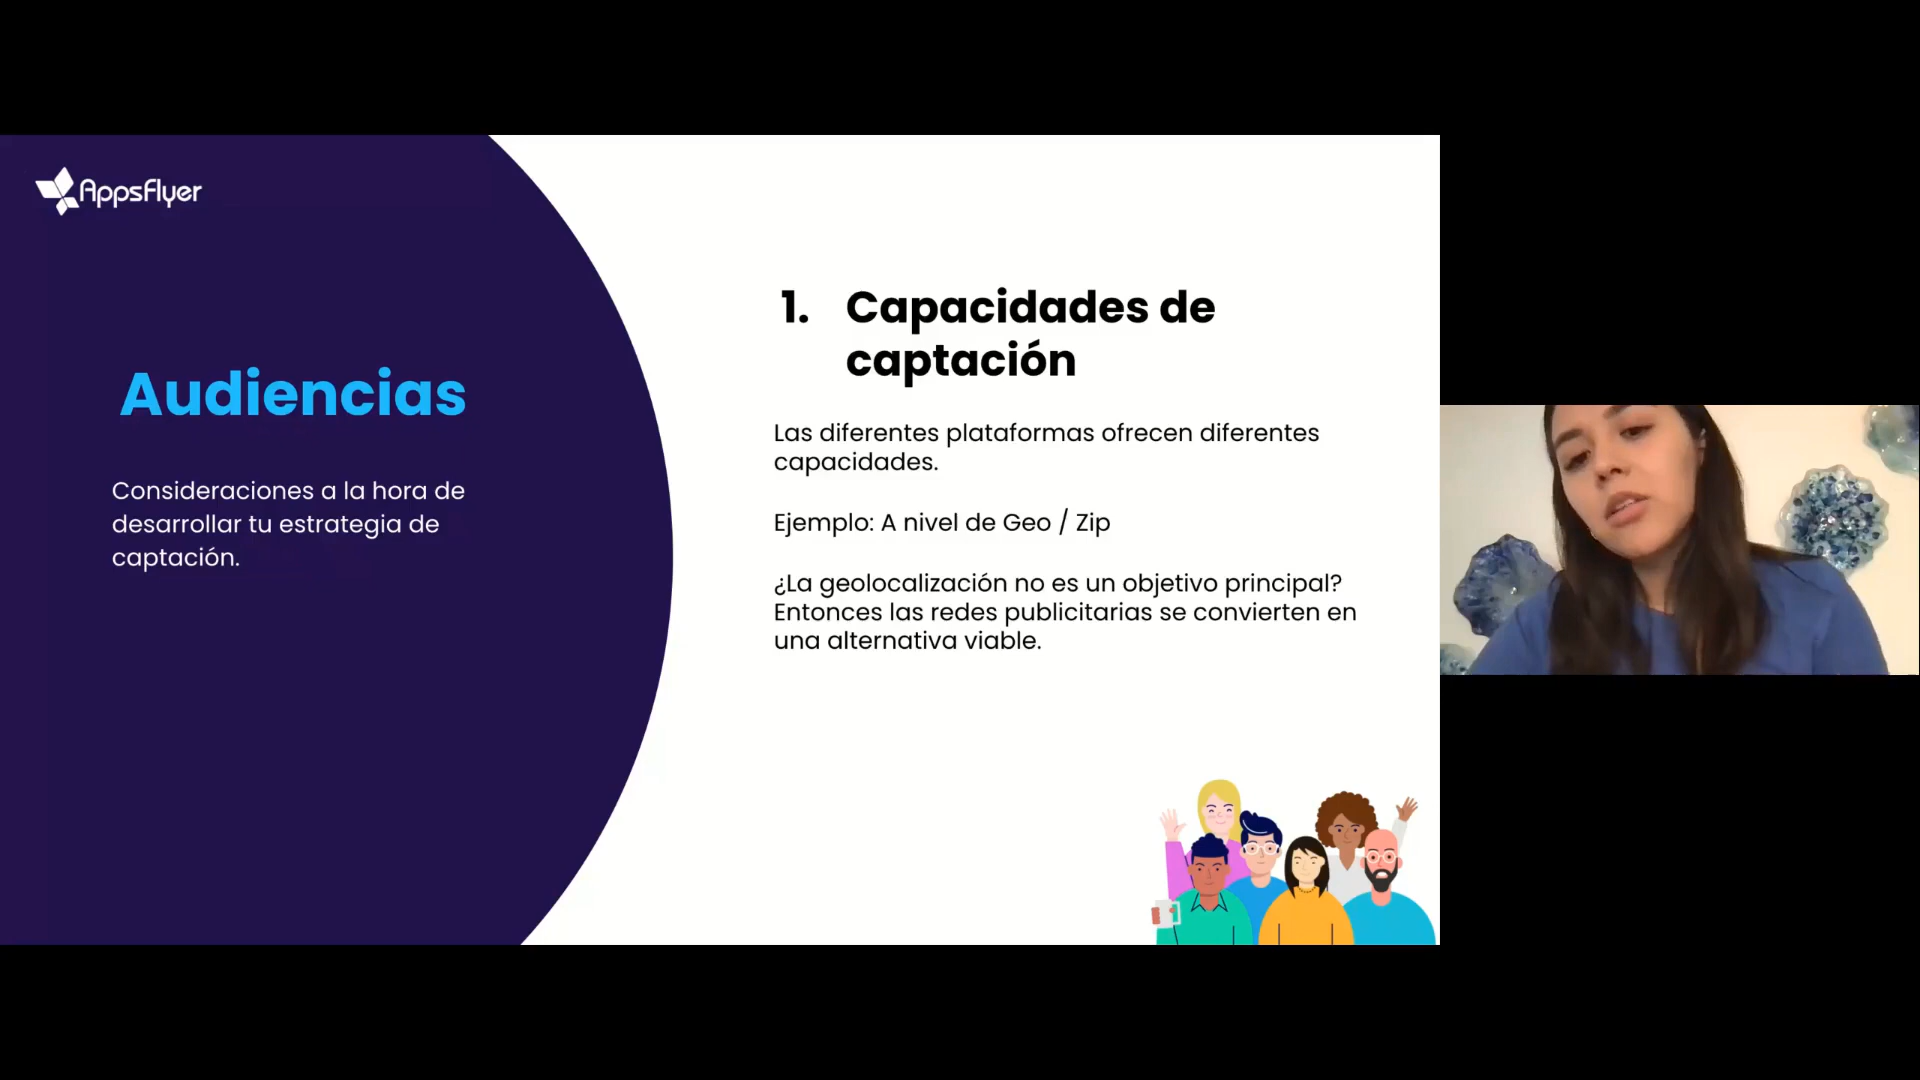 AppsFlyer
Audiencias
Consideraciones a la hora de
desarrollar tu estrategia de
captación.
1. Capacidades de
captación
Las diferentes plataformas ofrecen diferentes
capacidades.
Ejemplo: A nivel de Geo / Zip
¿La geolocalización no es un objetivo principal?
Entonces las redes publicitarias se convierten en
una alternativa viable.